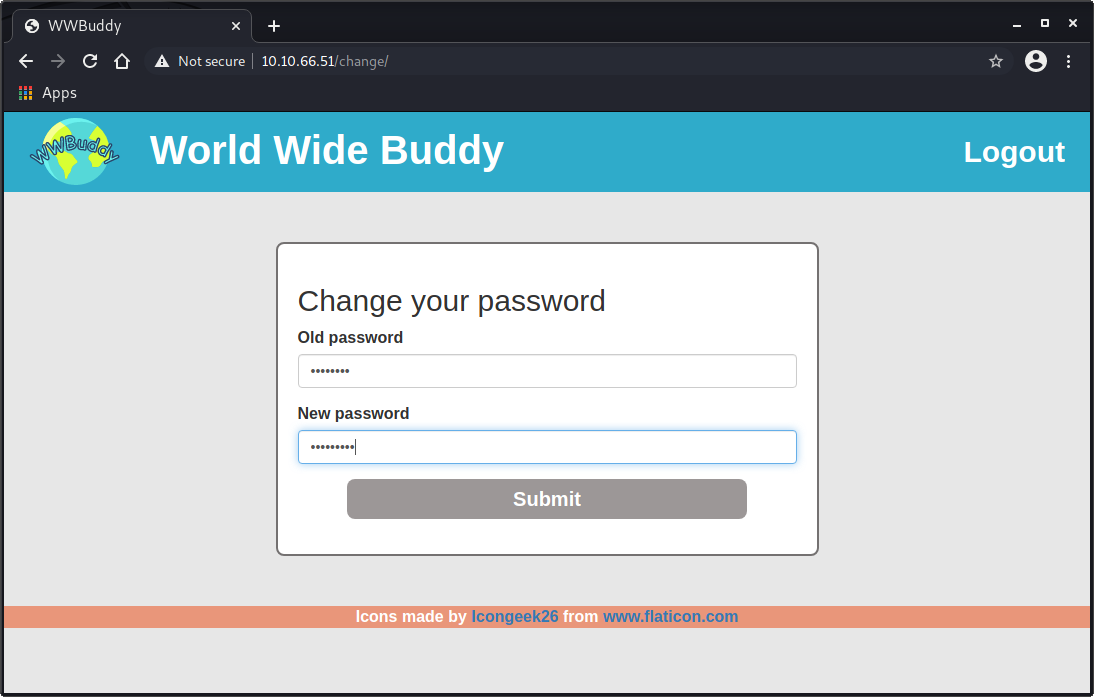 WWBuddy
Not secure 10.10.66.51/change/
Apps
WWBuddy World Wide Buddy Logout
Change your password
Old password
••••••••
New password
•••••••••
Submit
Icons made by Icongeek26 from www.flaticon.com